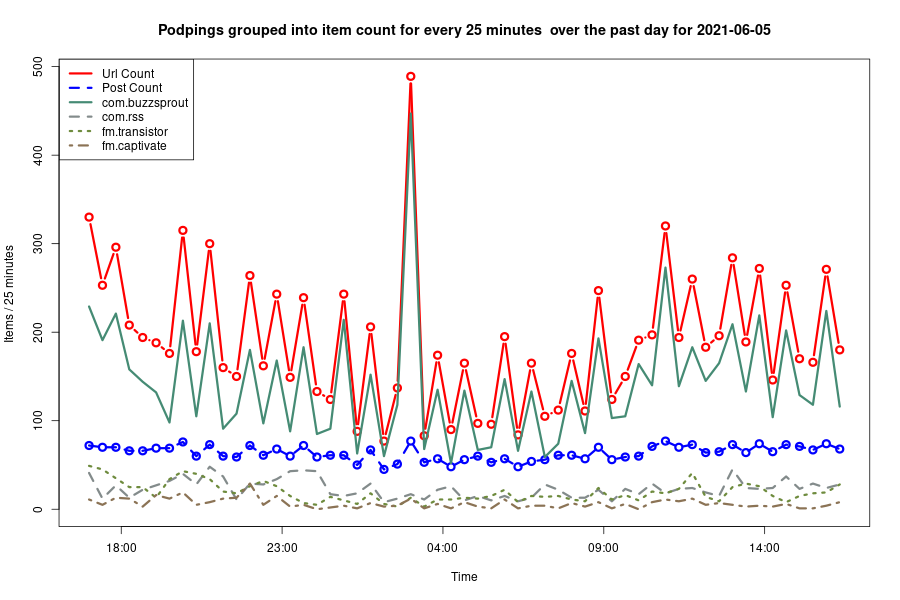 Podpings grouped into item count for every 25 minutes  over the past day for 2021-06-05
Url Count
Post Count
com.buzzsprout
com.rss
fm.transistor
fm.captivate
Items / 25 minutes
500
400
300
200
100
0
18:00
23:00
04:00
09:00
14:00
Time